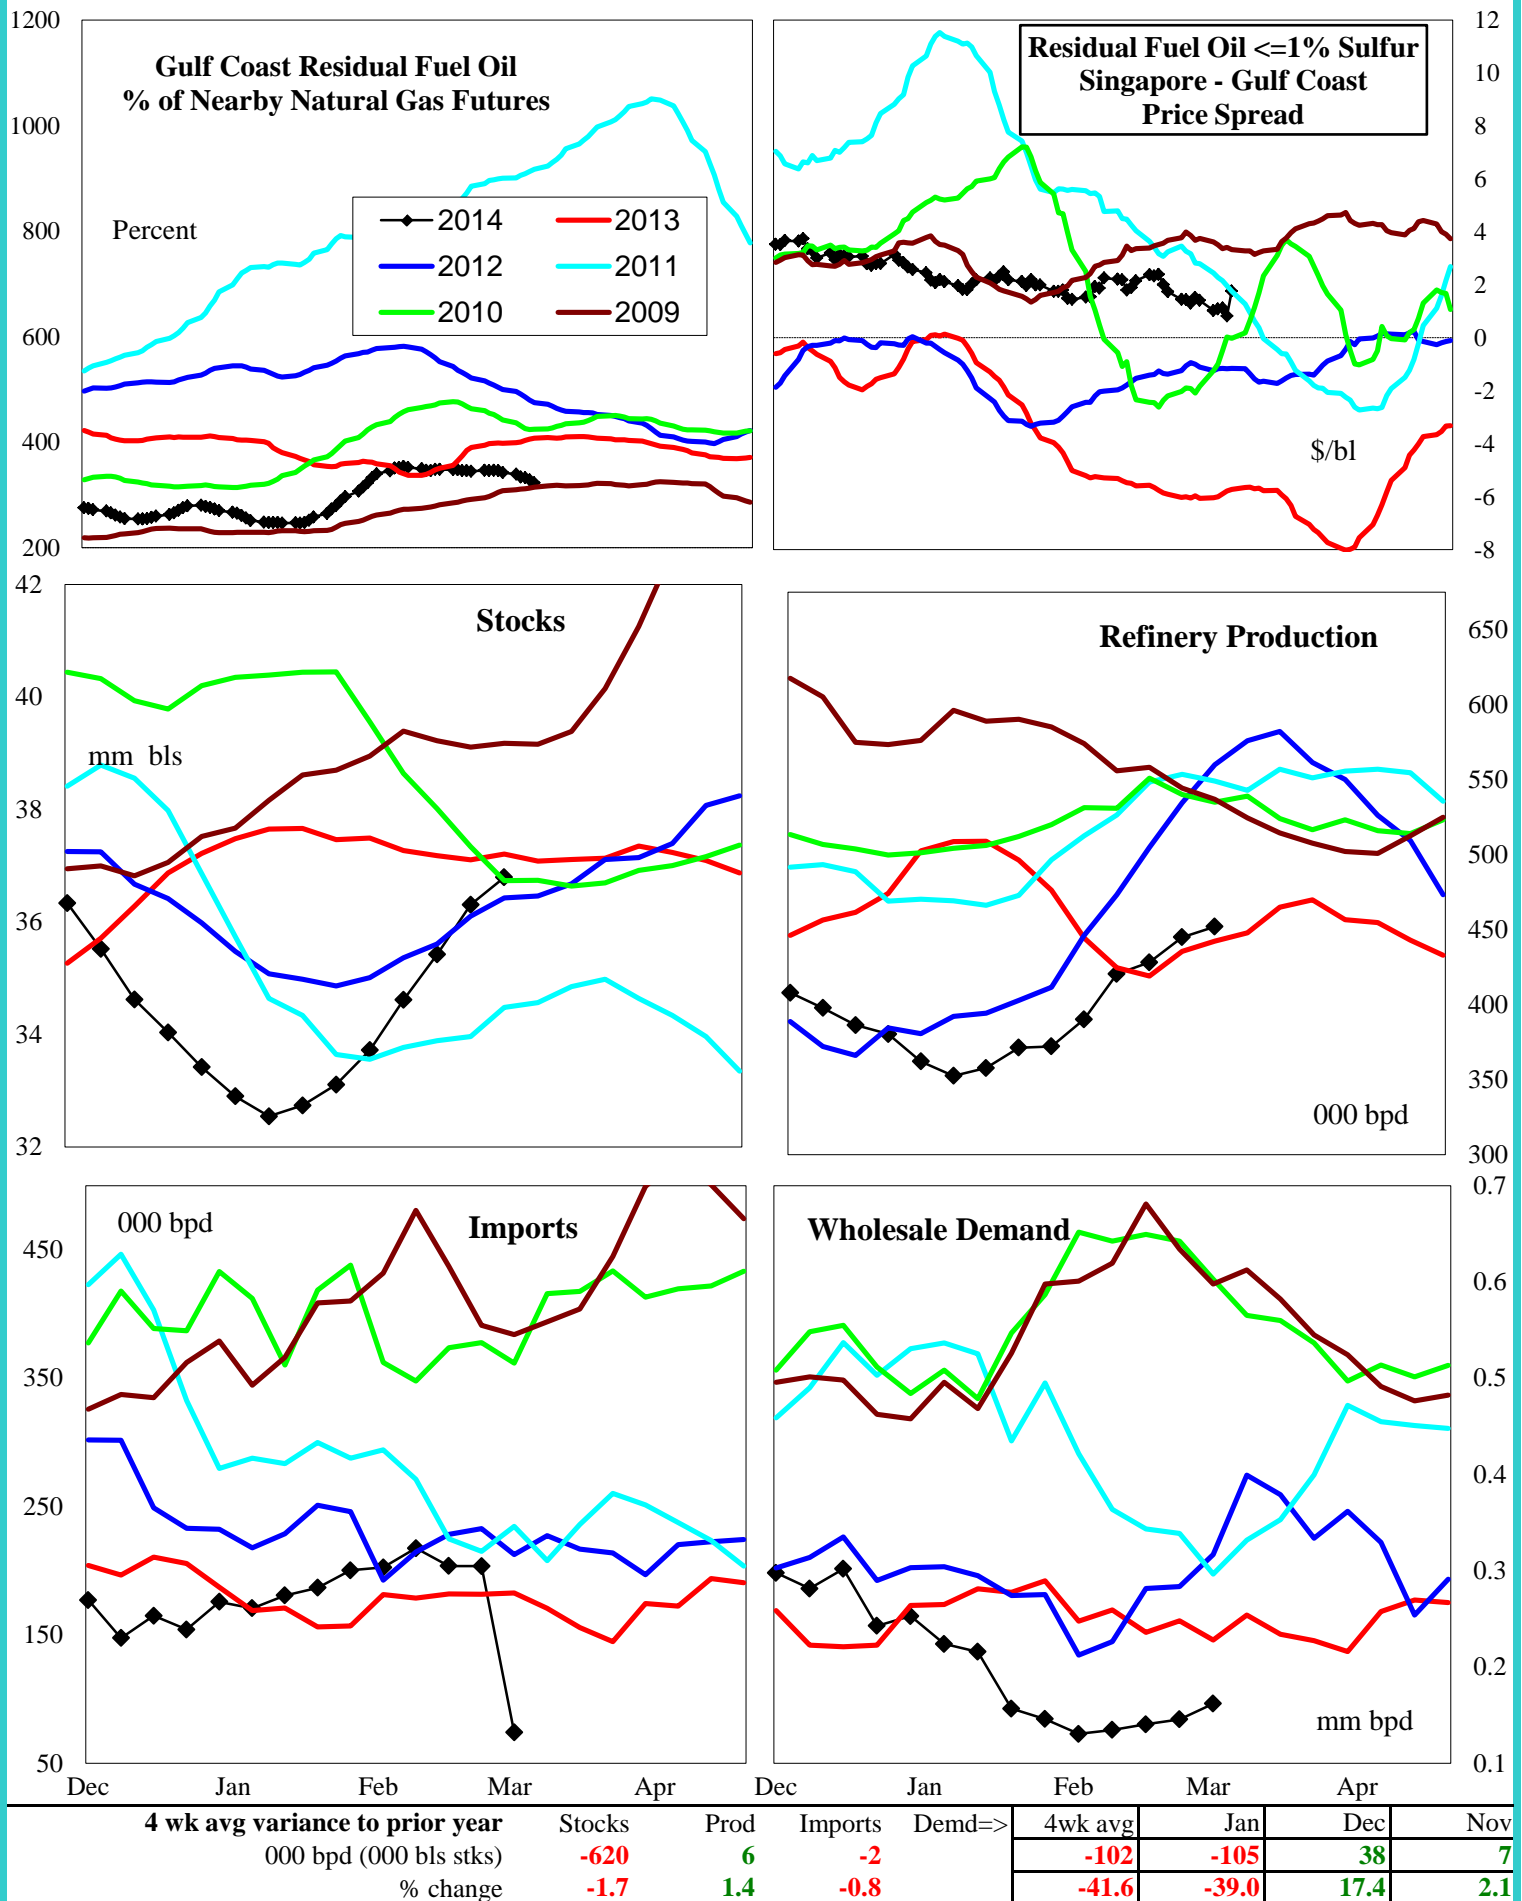 Gulf Coast Residual Fuel Oil
% of Nearby Natural Gas Futures
Percent
1200
1000
800
600
400
200
2014
2013
2012
2011
2010
2009
Residual Fuel Oil <=1% Sulfur
Singapore - Gulf Coast
Price Spread
12
10
8
6
4
2
0
-2
-4
-6
-8
$/bl
Stocks
mm bls
42
40
38
36
34
32
Refinery Production
650
600
550
500
450
400
350
300
000 bpd
Imports
000 bpd
450
350
250
150
50
Dec Jan Feb Mar Apr
Wholesale Demand
0.7
0.6
0.5
0.4
0.3
0.2
0.1
mm bpd
Dec Jan Feb Mar Apr
4 wk avg variance to prior year Stocks Prod Imports Demd=> 4wk avg Jan Dec Nov
000 bpd (000 bls stks) -620 6 -2 -102 -105 38 7
% change -1.7 1.4 -0.8 -41.6 -39.0 17.4 2.1